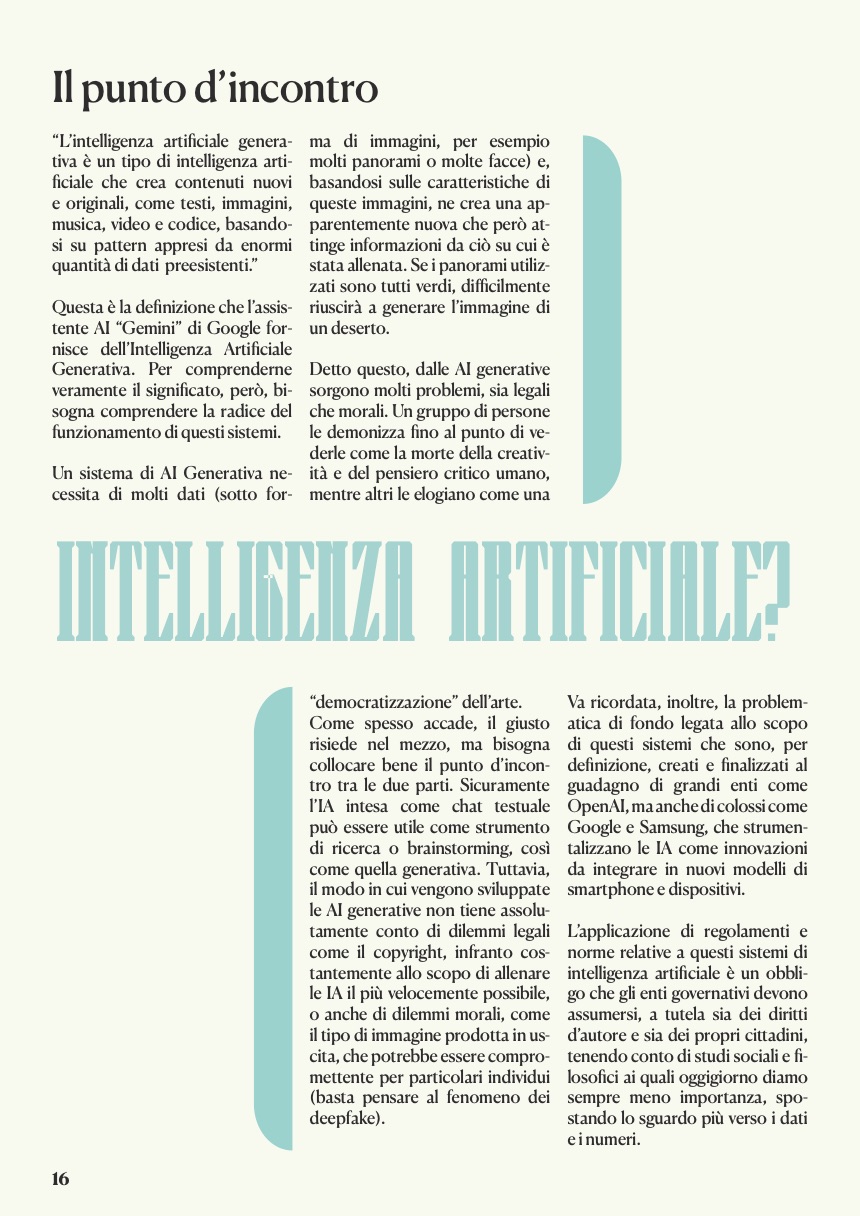 Il punto d’incontro
“L’intelligenza artificiale genera-
tiva è un tipo di intelligenza arti-
ficiale che crea contenuti nuovi
e originali, come testi, immagini,
musica, video e codice, basando-
si su pattern appresi da enormi
quantità di dati preesistenti.”
Questa è la definizione che l’assis-
tente AI “Gemini” di Google for-
nisce dell’Intelligenza Artificiale
Generativa. Per comprenderne
veramente il significato, però, bi-
sogna comprendere la radice del
funzionamento di questi sistemi.
Un sistema di AI Generativa ne-
cessita di molti dati (sotto for-
ma di immagini, per esempio
molti panorami o molte facce) e,
basandosi sulle caratteristiche di
queste immagini, ne crea una ap-
parentemente nuova che però at-
tinge informazioni da ciò su cui è
stata allenata. Se i panorami utiliz-
zati sono tutti verdi, difficilmente
riuscirà a generare l’immagine di
un deserto.
Detto questo, dalle AI generative
sorgono molti problemi, sia legali
che morali. Un gruppo di persone
le demonizza fino al punto di ve-
derle come la morte della creativ-
ità e del pensiero critico umano,
mentre altri le elogiano come una
INTELLIGENZA ARTIFICIALE?
“democratizzazione” dell’arte.
Come spesso accade, il giusto
risiede nel mezzo, ma bisogna
collocare bene il punto d’incon-
tro tra le due parti. Sicuramente
l’IA intesa come chat testuale
può essere utile come strumento
di ricerca o brainstorming, così
come quella generativa. Tuttavia,
il modo in cui vengono sviluppate
le AI generative non tiene assolu-
tamente conto di dilemmi legali
come il copyright, infranto cos-
tantemente allo scopo di allenare
le IA il più velocemente possibile,
o anche di dilemmi morali, come
il tipo di immagine prodotta in us-
cita, che potrebbe essere compro-
mettente per particolari individui
(basta pensare al fenomeno dei
deepfake).
Va ricordata, inoltre, la problem-
atica di fondo legata allo scopo
di questi sistemi che sono, per
definizione, creati e finalizzati al
guadagno di grandi enti come
OpenAI, ma anche di colossi come
Google e Samsung, che strumen-
talizzano le IA come innovazioni
da integrare in nuovi modelli di
smartphone e dispositivi.
L’applicazione di regolamenti e
norme relative a questi sistemi di
intelligenza artificiale è un obbli-
go che gli enti governativi devono
assumersi, a tutela sia dei diritti
d’autore e sia dei propri cittadini,
tenendo conto di studi sociali e fi-
losofici ai quali oggigiorno diamo
sempre meno importanza, spo-
stando lo sguardo più verso i dati
e i numeri.
16